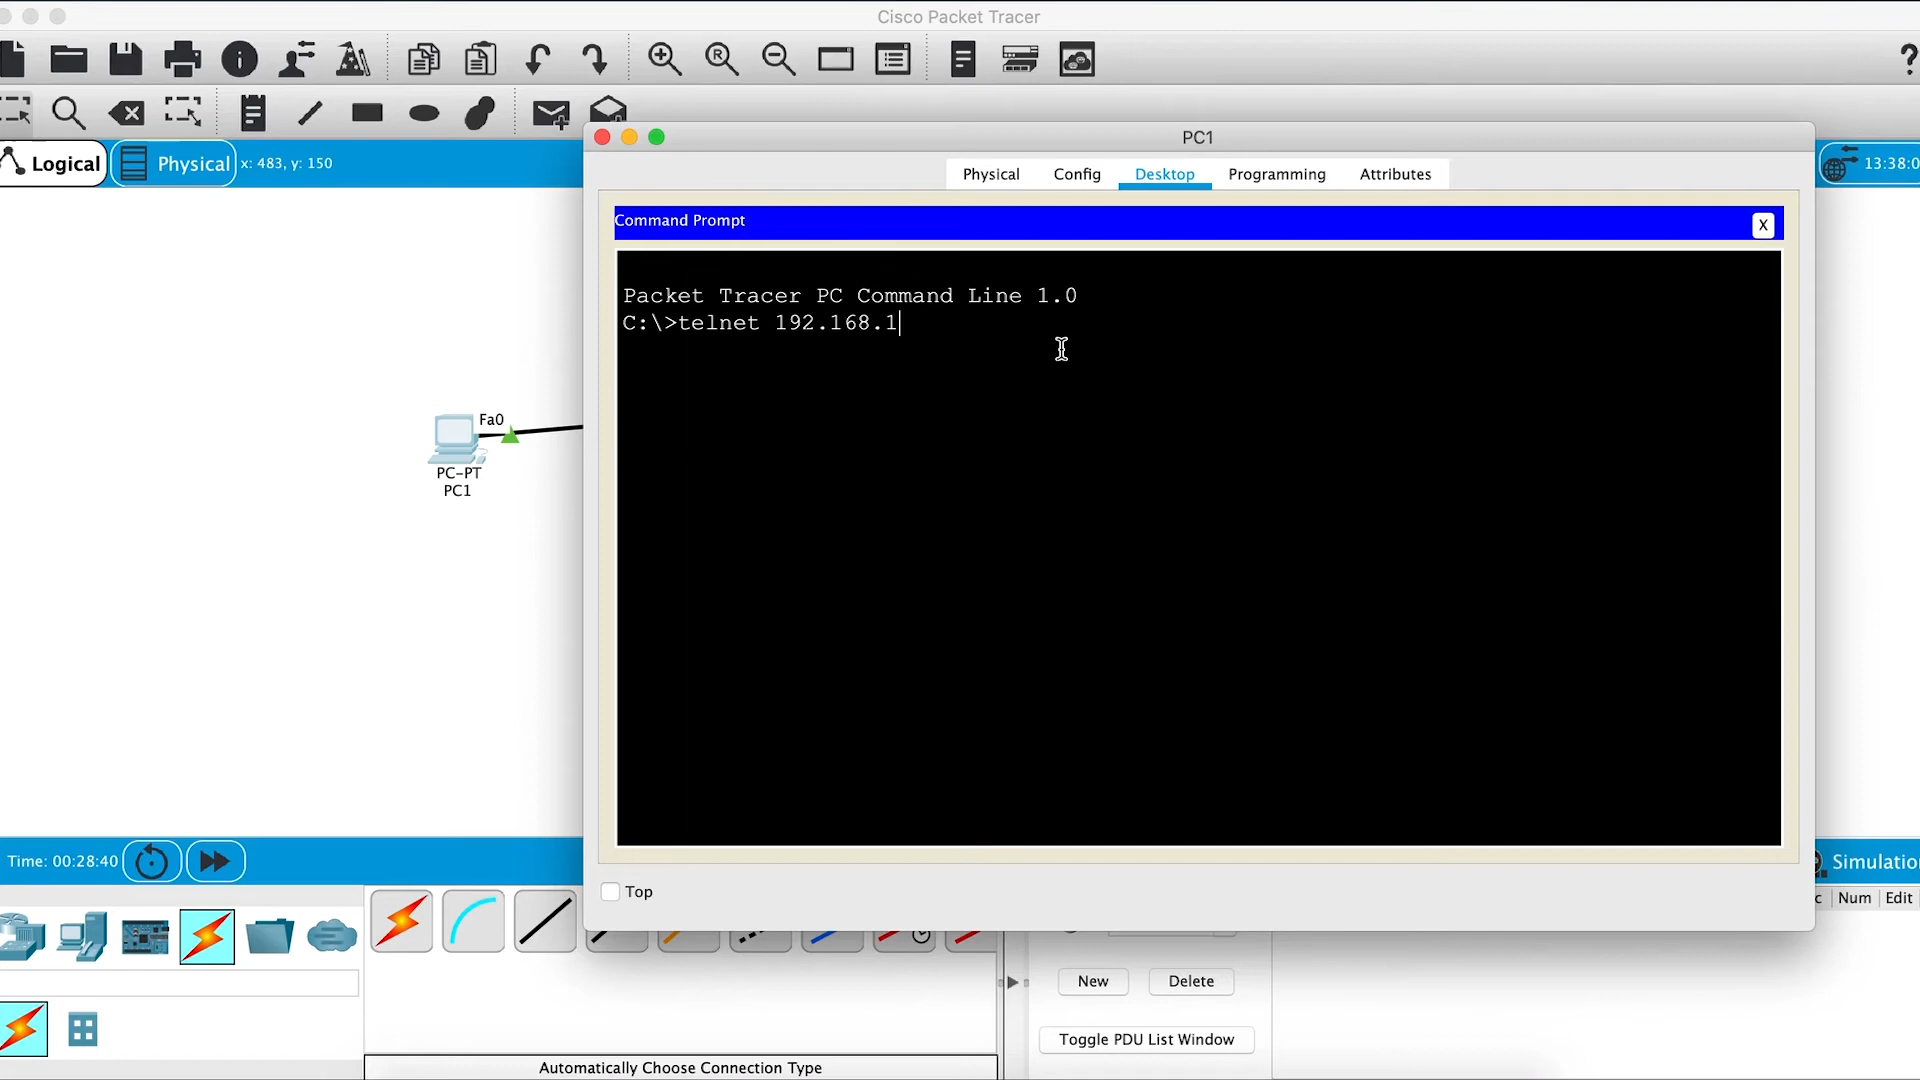 Cisco Packet Tracer
?
Logical
Physical
x: 483, y: 150
13:38:0
PC1
Physical
Config
Desktop
Programming
Attributes
Command Prompt
X
Packet Tracer PC Command Line 1.0
C:\>telnet 192.168.1
Fa0
PC-PT
PC1
Time: 00:28:40
Simulatio
Top
c
Num
Edit
New
Delete
Toggle PDU List Window
Automatically Choose Connection Type